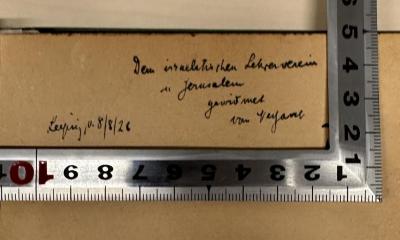 Dem israelitischen Lehrerverein
in Jerusalem
gewidmet
vom Verfasser
Leipzig, d. 8/8/26
6
5
4
3
2
1
10 9 8 7 6 5 4 3 2 1